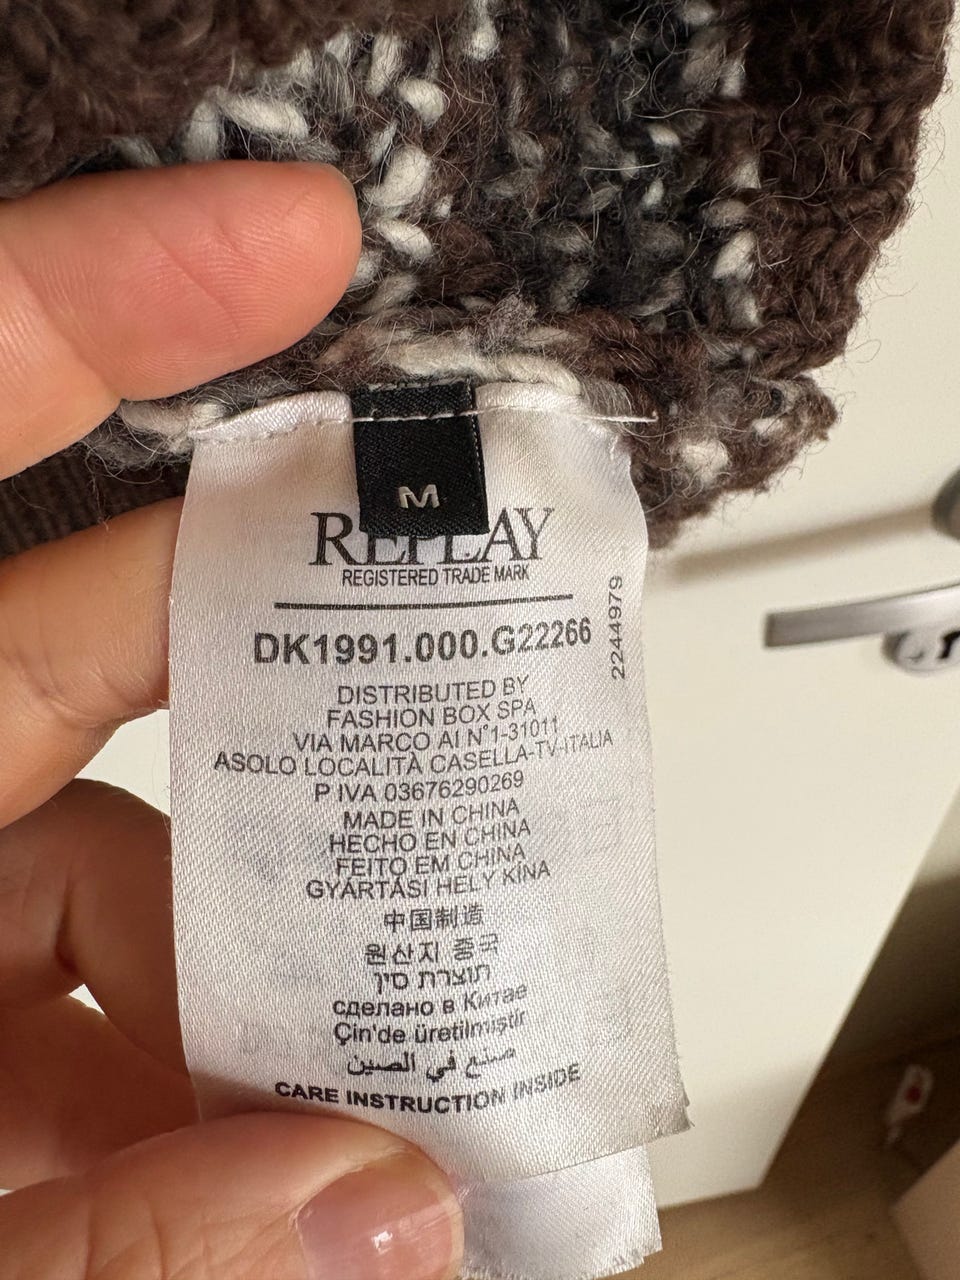 M
REPLAY
REGISTERED TRADE MARK
DK1991.000.G22266
2244979
DISTRIBUTED BY
FASHION BOX SPA
VIA MARCO AI N°1-31011
ASOLO LOCALITÀ CASELLA-TV-ITALIA
P IVA 03676290269
MADE IN CHINA
HECHO EN CHINA
FEITO EM CHINA
GYÁRTÁSI HELY KÍNA
中国制造
원산지 중국
תוצרת סין
сделано в Китае
Çin'de üretilmiştir
صنع في الصين
CARE INSTRUCTION INSIDE